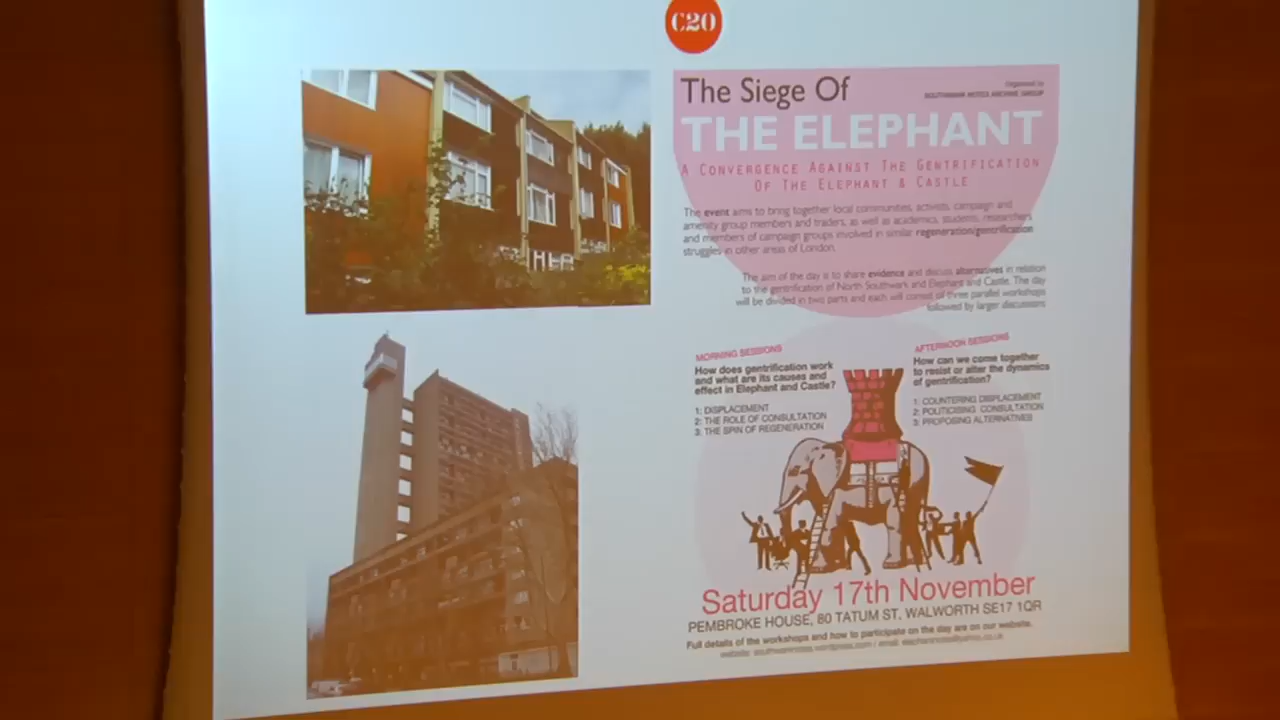 C20
The Siege Of
Organised by
SOUTHWARK NOTES ARCHIVE GROUP
THE ELEPHANT
A Convergence Against The Gentrification
Of The Elephant & Castle
The event aims to bring together local communities, activists, campaign and
amenity group members and traders, as well as academics, students, researchers
and members of campaign groups involved in similar regeneration/gentrification
struggles in other areas of London.
The aim of the day is to share evidence and discuss alternatives in relation
to the gentrification of North Southwark and Elephant and Castle. The day
will be divided in two parts and each will consist of three parallel workshops
followed by larger discussions
MORNING SESSIONS
How does gentrification work
and what are its causes and
effect in Elephant and Castle?
1: DISPLACEMENT
2: THE ROLE OF CONSULTATION
3: THE SPIN OF REGENERATION
AFTERNOON SESSIONS
How can we come together
to resist or alter the dynamics
of gentrification?
1: COUNTERING DISPLACEMENT
2: POLITICISING CONSULTATION
3: PROPOSING ALTERNATIVES
Saturday 17th November
PEMBROKE HOUSE, 80 TATUM ST, WALWORTH SE17 1QR
Full details of the workshops and how to participate on the day are on our website.
website: southwarknotes.wordpress.com / email: